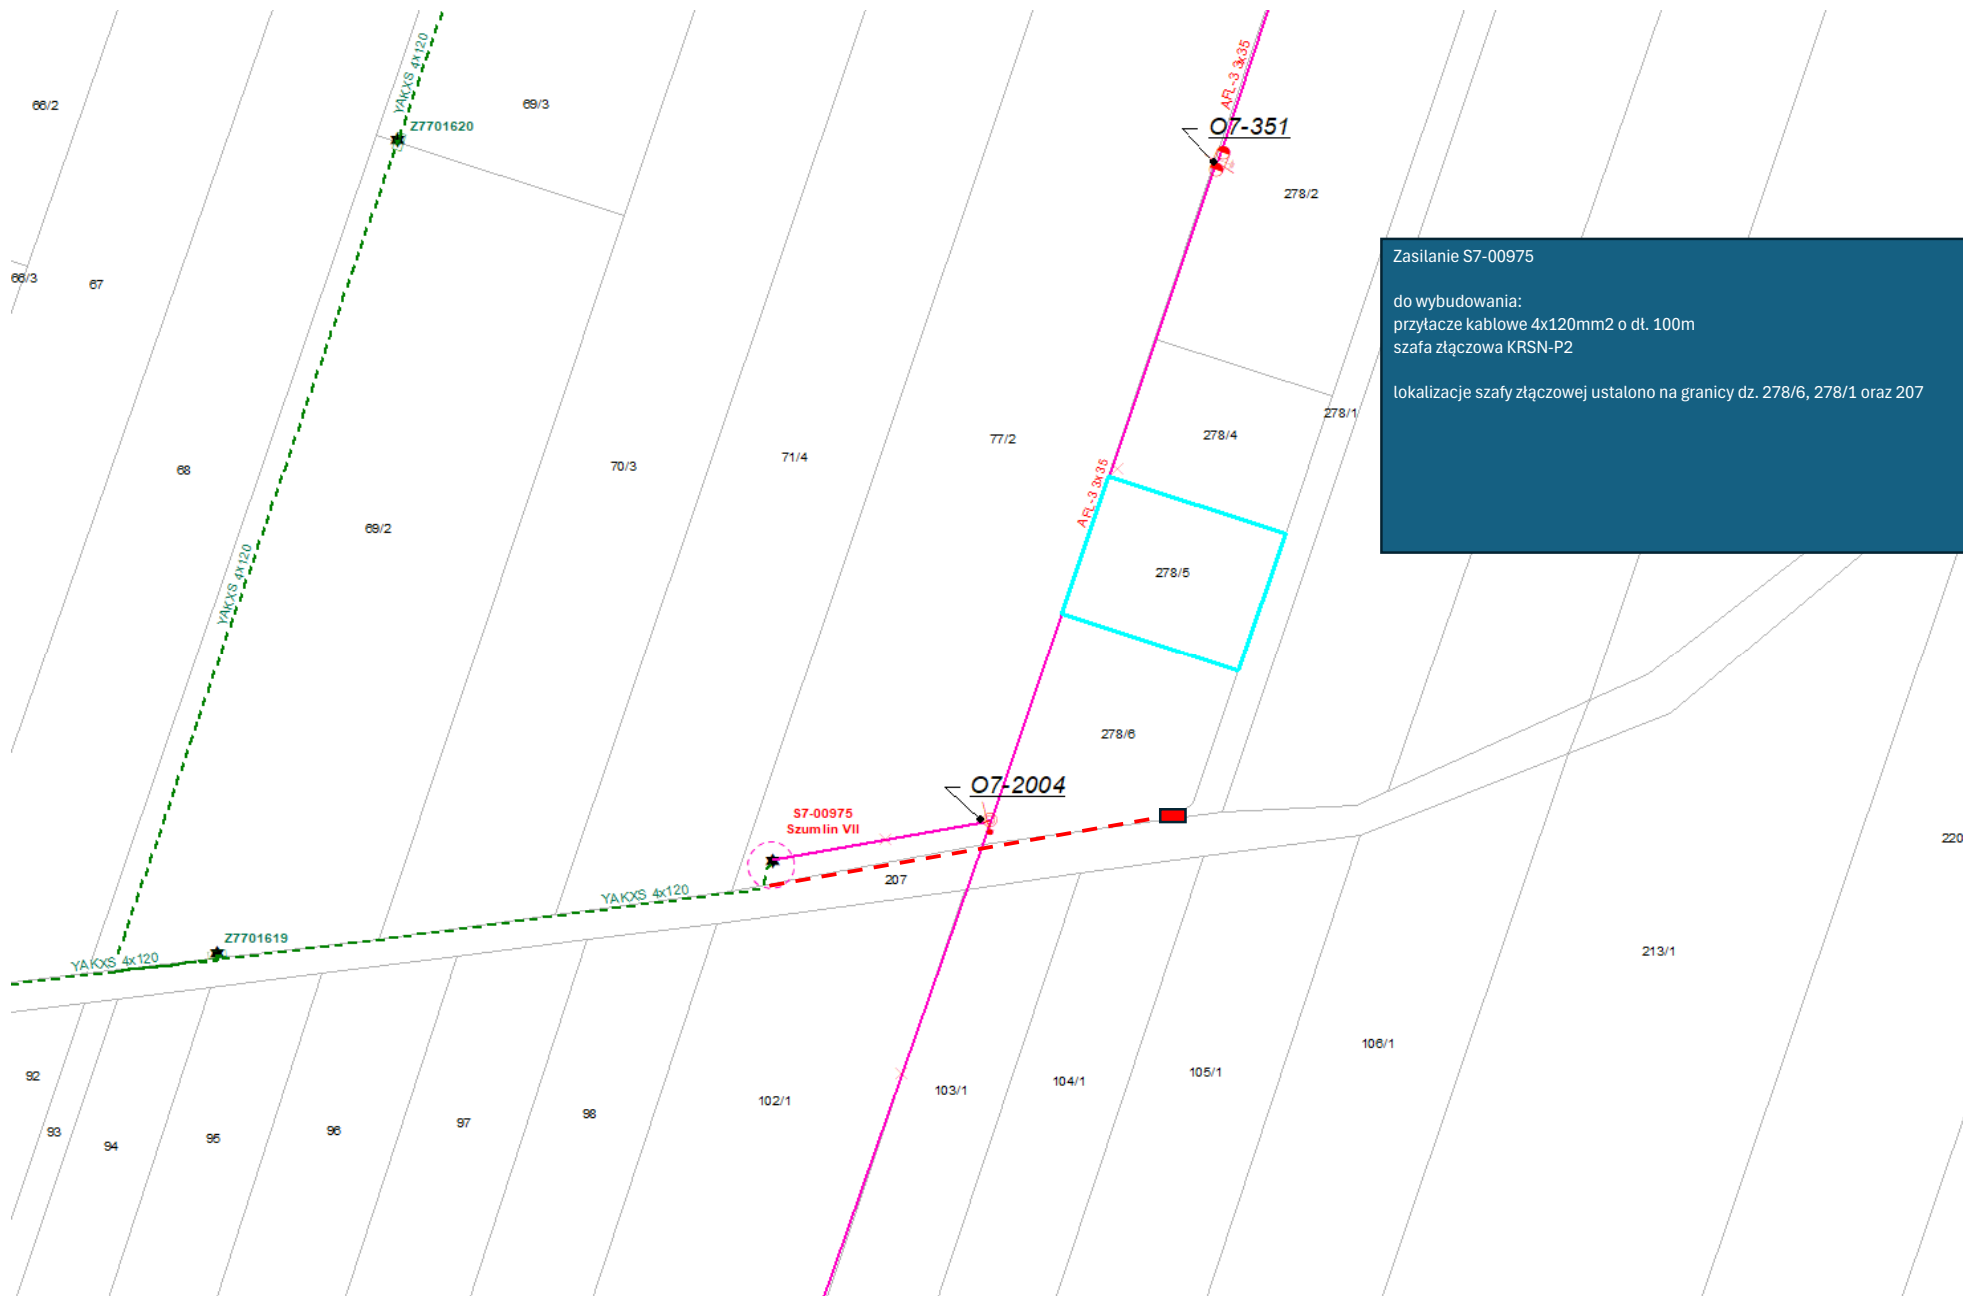 66/2
YAKXS 4x120
Z7701620
69/3
AFL-3 3x35
O7-351
278/2
66/3
67
Zasilanie S7-00975
do wybudowania:
przyłacze kablowe 4x120mm2 o dł. 100m
szafa złączowa KRSN-P2
lokalizacje szafy złączowej ustalono na granicy dz. 278/6, 278/1 oraz 207
278/1
278/4
77/2
71/4
70/3
68
AFL-3 3x35
69/2
YAKXS 4x120
278/5
278/6
O7-2004
S7-00975
Szumlin VII
207
220
YAKXS 4x120
Z7701619
YAKXS 4x120
213/1
106/1
92
105/1
104/1
103/1
102/1
98
97
96
95
94
93